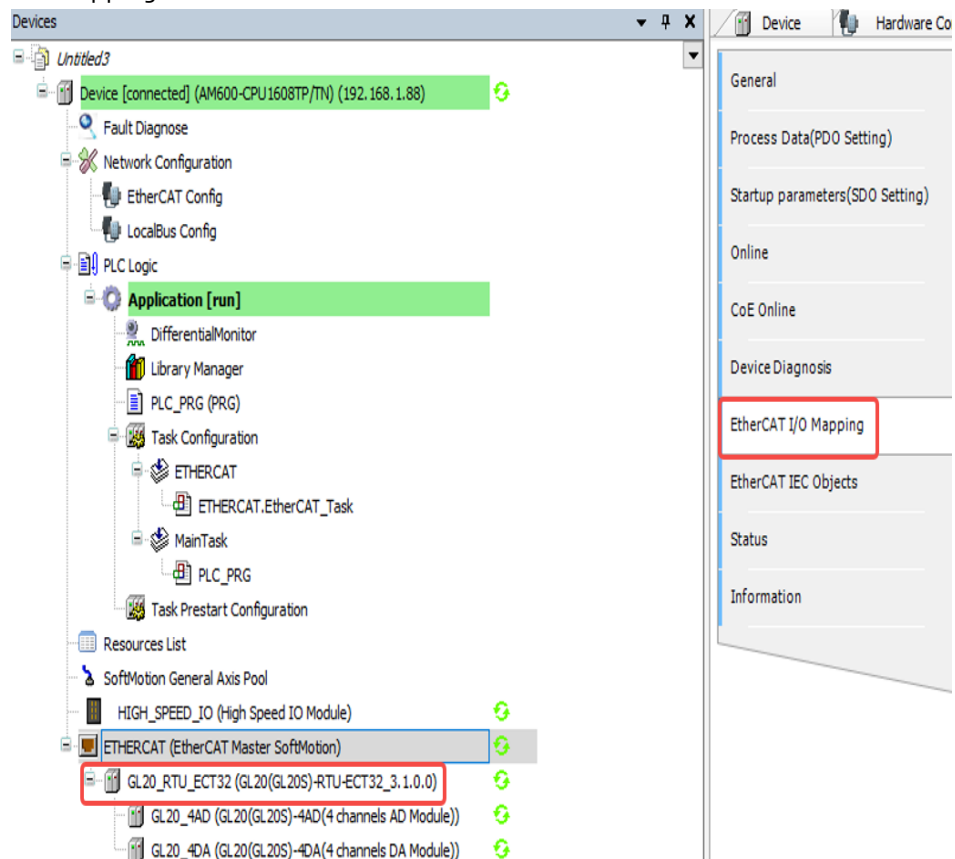 Devices
Untitled3
Device [connected] (AM600-CPU1608TP/TN) (192.168.1.88)
Fault Diagnose
Network Configuration
EtherCAT Config
LocalBus Config
PLC Logic
Application [run]
DifferentialMonitor
Library Manager
PLC_PRG (PRG)
Task Configuration
ETHERCAT
ETHERCAT.EtherCAT_Task
MainTask
PLC_PRG
Task Prestart Configuration
Resources List
SoftMotion General Axis Pool
HIGH_SPEED_IO (High Speed IO Module)
ETHERCAT (EtherCAT Master SoftMotion)
GL20_RTU_ECT32 (GL20(GL20S)-RTU-ECT32_3.1.0.0)
GL20_4AD (GL20(GL20S)-4AD(4 channels AD Module))
GL20_4DA (GL20(GL20S)-4DA(4 channels DA Module))
Device
Hardware Co
General
Process Data(PDO Setting)
Startup parameters(SDO Setting)
Online
CoE Online
Device Diagnosis
EtherCAT I/O Mapping
EtherCAT IEC Objects
Status
Information